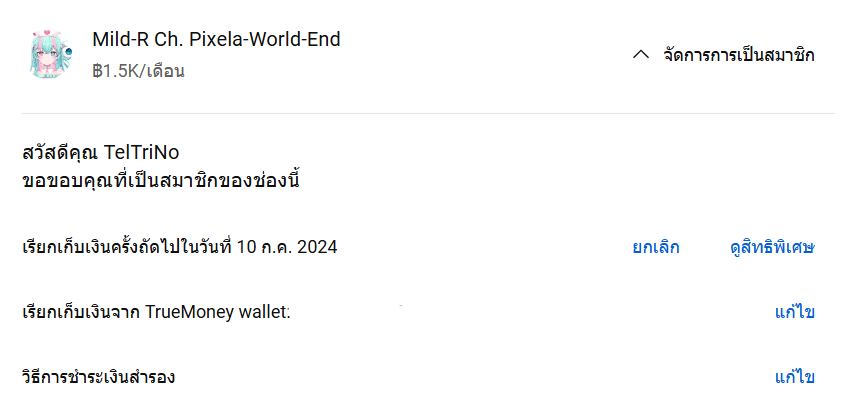 Mild-R Ch. Pixela-World-End
฿1.5K/เดือน
จัดการการเป็นสมาชิก
สวัสดีคุณ TelTriNo
ขอขอบคุณที่เป็นสมาชิกของช่องนี้
เรียกเก็บเงินครั้งถัดไปในวันที่ 10 ก.ค. 2024
ยกเลิก
ดูสิทธิพิเศษ
เรียกเก็บเงินจาก TrueMoney wallet:
แก้ไข
วิธีการชำระเงินสำรอง
แก้ไข